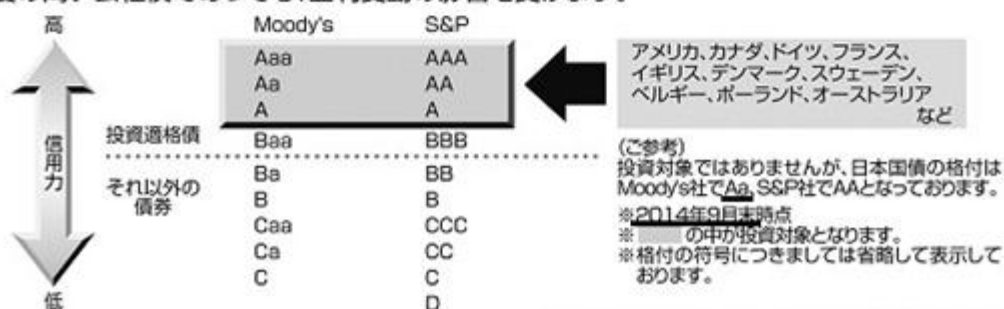 高
Moody's S&P
Aaa AAA
Aa AA
A A
投資適格債 Baa BBB
Ba BB
それ以外の
債券
B B
Caa CCC
Ca CC
C C
D
低
信用力
アメリカ、カナダ、ドイツ、フランス、
イギリス、デンマーク、スウェーデン、
ベルギー、ポーランド、オーストラリア
など
(ご参考)
投資対象ではありませんが、日本国債の格付は
Moody's社でAa、S&P社でAAとなっております。
※2014年9月末時点
※ の中が投資対象となります。
※格付の符号につきましては省略して表示して
おります。